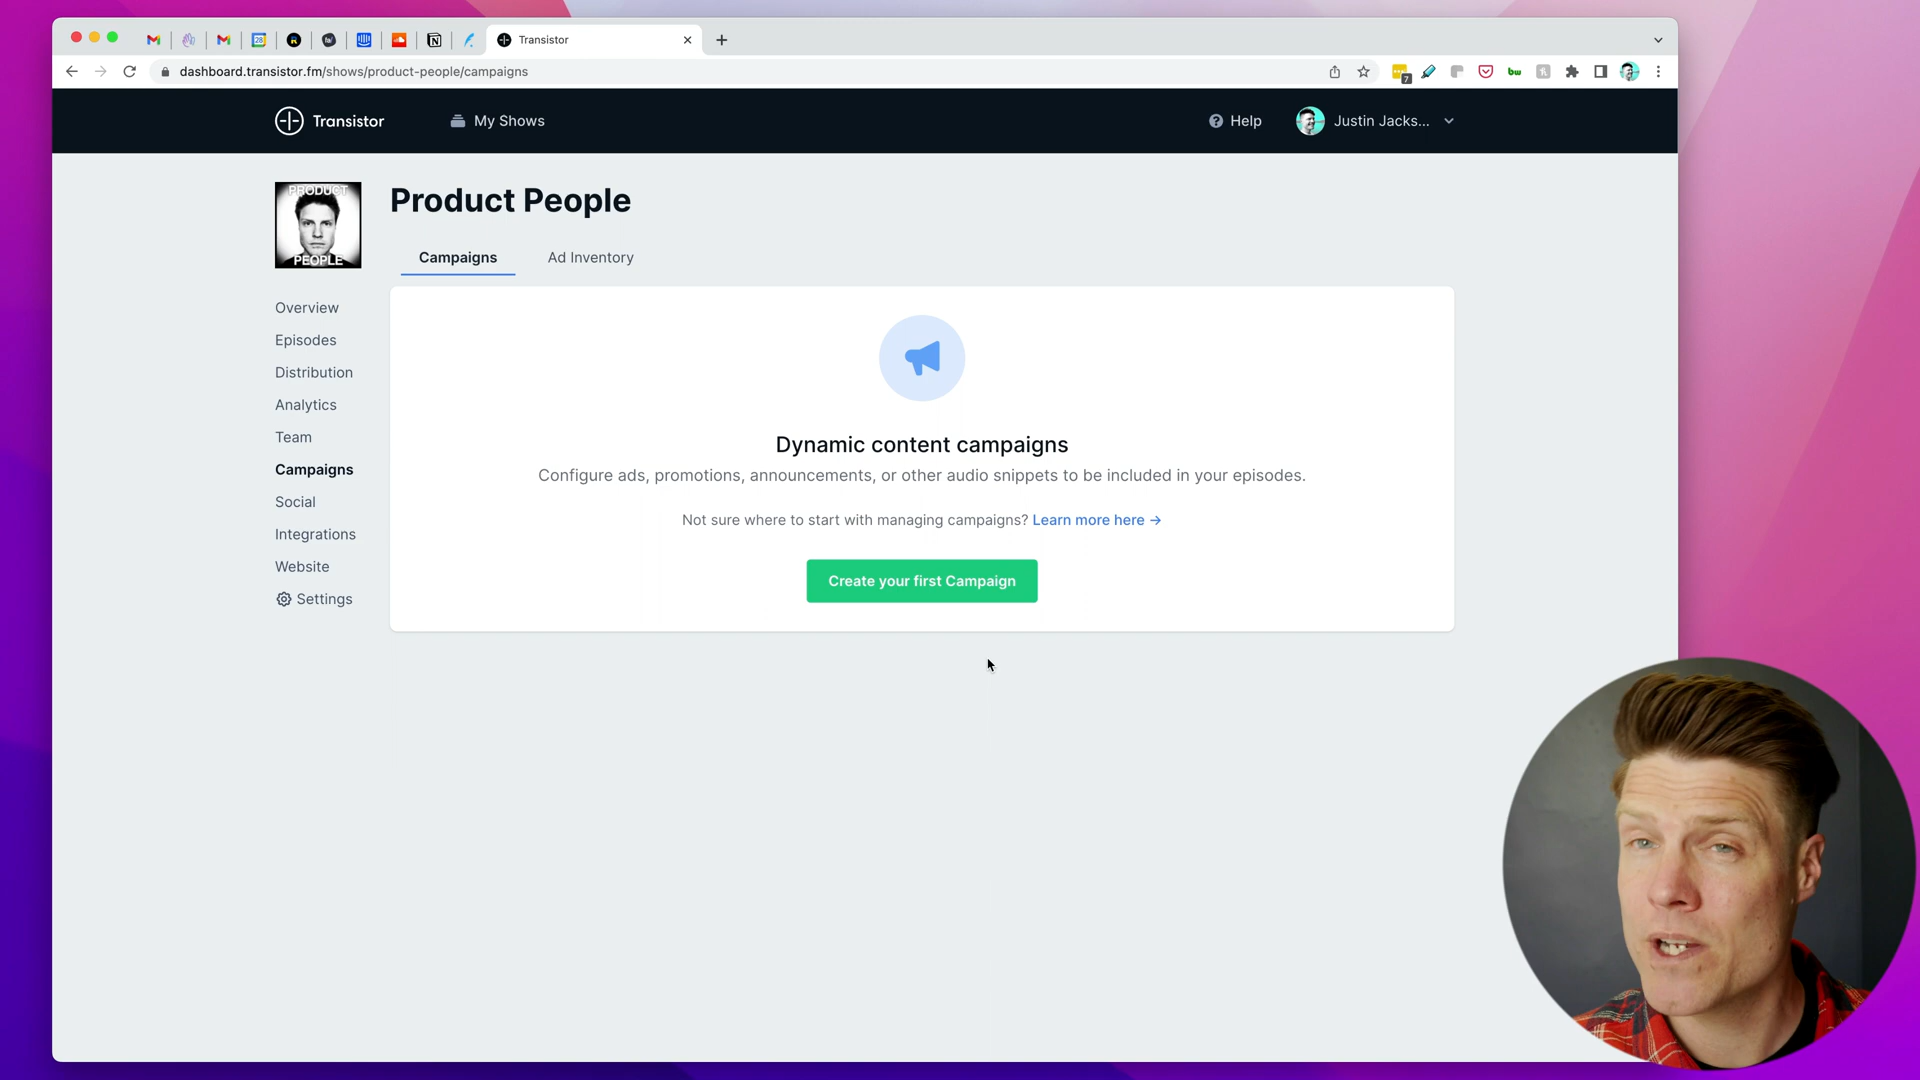 Transistor
dashboard.transistor.fm/shows/product-people/campaigns
7
bw
Transistor
My Shows
Help
Justin Jacks...
PRODUCT
PEOPLE
Product People
Campaigns
Ad Inventory
Overview
Episodes
Distribution
Analytics
Team
Campaigns
Social
Integrations
Website
Settings
Dynamic content campaigns
Configure ads, promotions, announcements, or other audio snippets to be included in your episodes.
Not sure where to start with managing campaigns? Learn more here →
Create your first Campaign